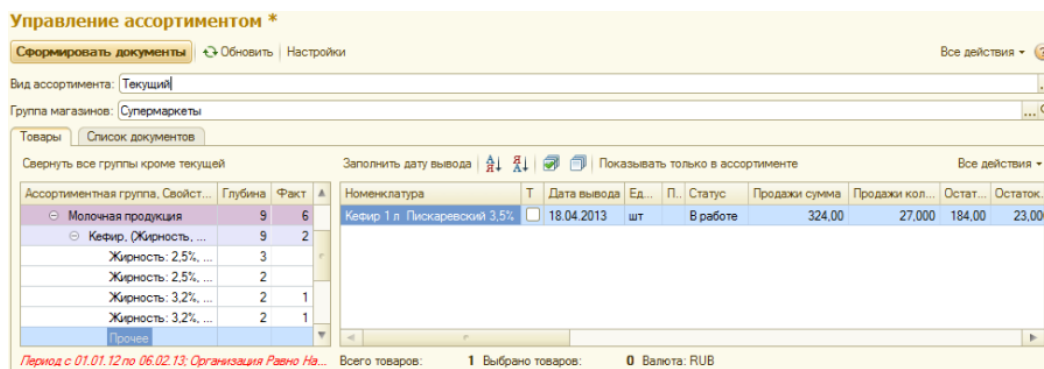 Управление ассортиментом *
Сформировать документы Обновить Настройки Все действия
Вид ассортимента: Текущий
Группа магазинов: Супермаркеты ...
Товары Список документов
Свернуть все группы кроме текущей Заполнить дату вывода Показывать только в ассортименте Все действия
Ассортиментная группа, Свойст... Глубина Факт Номенклатура Т Дата вывода Ед... П.. Статус Продажи сумма Продажи кол... Остат... Остаток.
Молочная продукция 9 6 Кефир 1 л Пискаревский 3,5% 18.04.2013 шт В работе 324,00 27,000 184,00 23,00
Кефир, (Жирность, ... 9 2
Жирность: 2,5%, ... 3
Жирность: 2,5%, ... 2
Жирность: 3,2%, ... 2 1
Жирность: 3,2%, ... 2 1
Прочее
Период с 01.01.12 по 06.02.13; Организация Равно На... Всего товаров: 1 Выбрано товаров: 0 Валюта: RUB